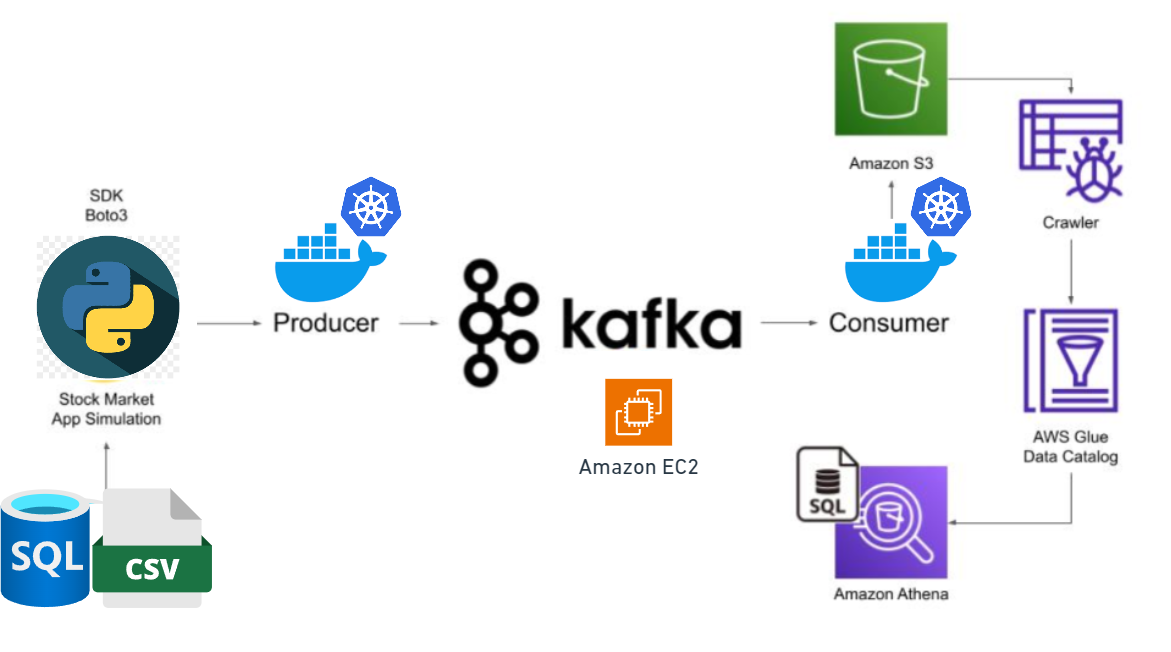 SDK
Boto3
Stock Market
App Simulation
SQL
CSV
Producer
kafka
Amazon EC2
Consumer
Amazon S3
Crawler
AWS Glue
Data Catalog
SQL
Amazon Athena